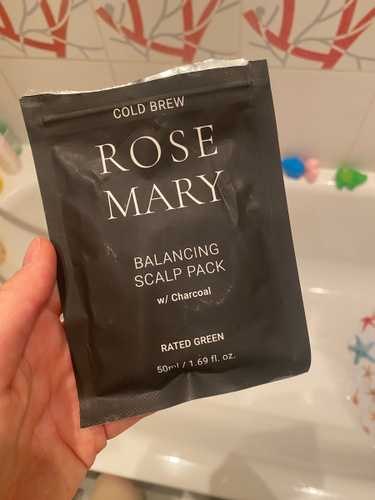 COLD BREW
ROSE
MARY
BALANCING
SCALP PACK
w/ Charcoal
RATED GREEN
50ml / 1.69 fl. oz.